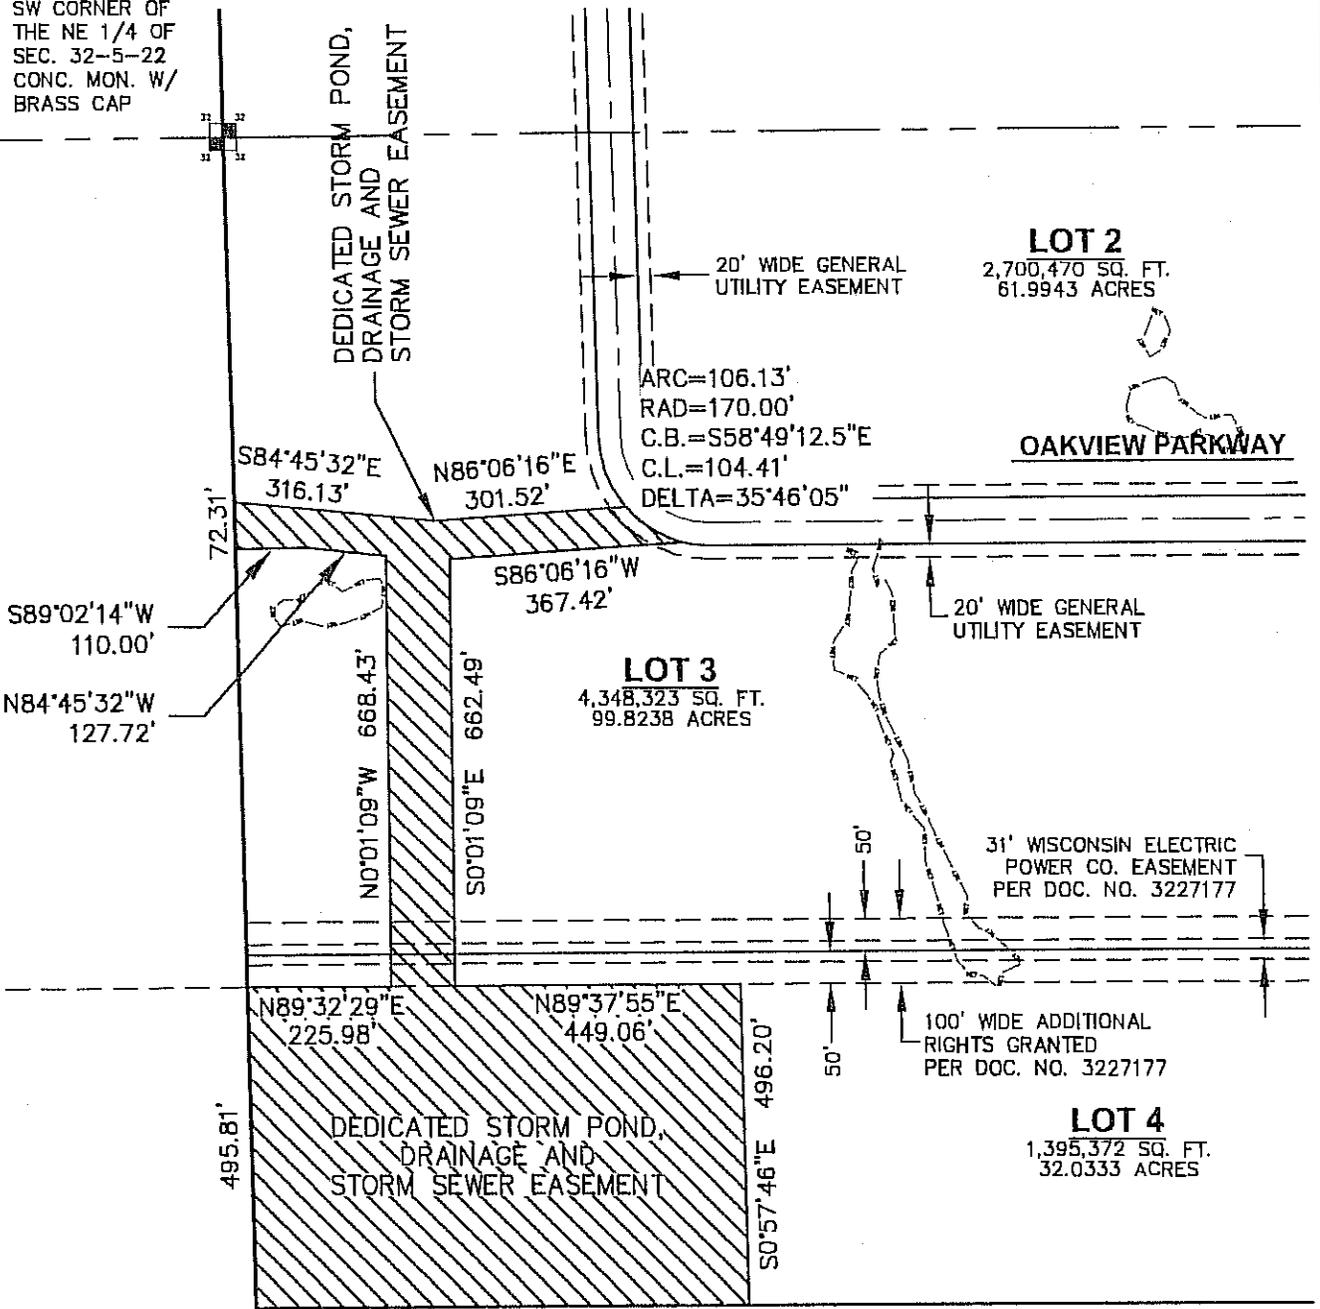 SW CORNER OF
THE NE 1/4 OF
SEC. 32-5-22
CONC. MON. W/
BRASS CAP
32 32
32 32
DEDICATED STORM POND,
DRAINAGE AND
STORM SEWER EASEMENT
LOT 2
2,700,470 SQ. FT.
61.9943 ACRES
20' WIDE GENERAL
UTILITY EASEMENT
ARC=106.13'
RAD=170.00'
C.B.=S58°49'12.5"E
C.L.=104.41'
DELTA=35°46'05"
OAKVIEW PARKWAY
S84°45'32"E
316.13'
N86°06'16"E
301.52'
72.31'
S86°06'16"W
367.42'
S89°02'14"W
110.00'
N84°45'32"W
127.72'
20' WIDE GENERAL
UTILITY EASEMENT
LOT 3
4,348,323 SQ. FT.
99.8238 ACRES
N0°01'09"W 668.43'
S0°01'09"E 662.49'
50'
31' WISCONSIN ELECTRIC
POWER CO. EASEMENT
PER DOC. NO. 3227177
N89°32'29"E
225.98'
N89°37'55"E
449.06'
50'
100' WIDE ADDITIONAL
RIGHTS GRANTED
PER DOC. NO. 3227177
495.81'
DEDICATED STORM POND,
DRAINAGE AND
STORM SEWER EASEMENT
S0°57'46"E 496.20'
LOT 4
1,395,372 SQ. FT.
32.0333 ACRES